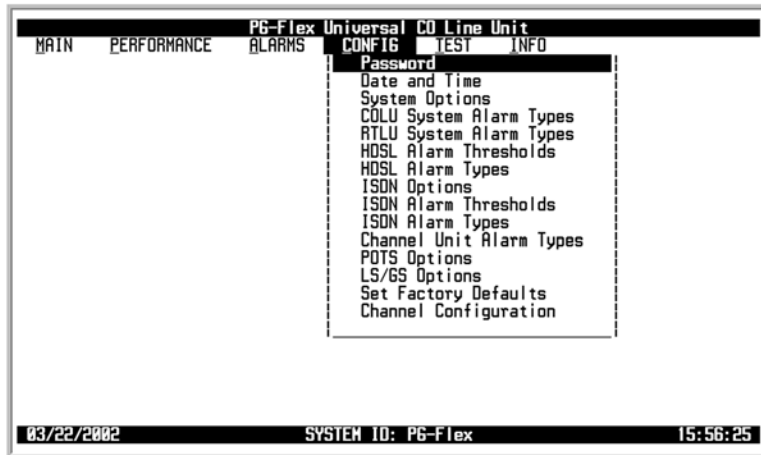 PG-Flex Universal CO Line Unit
MAIN PERFORMANCE ALARMS CONFIG TEST INFO
Password
Date and Time
System Options
COLU System Alarm Types
RTLU System Alarm Types
HDSL Alarm Thresholds
HDSL Alarm Types
ISDN Options
ISDN Alarm Thresholds
ISDN Alarm Types
Channel Unit Alarm Types
POTS Options
LS/GS Options
Set Factory Defaults
Channel Configuration
03/22/2002 SYSTEM ID: PG-Flex 15:56:25